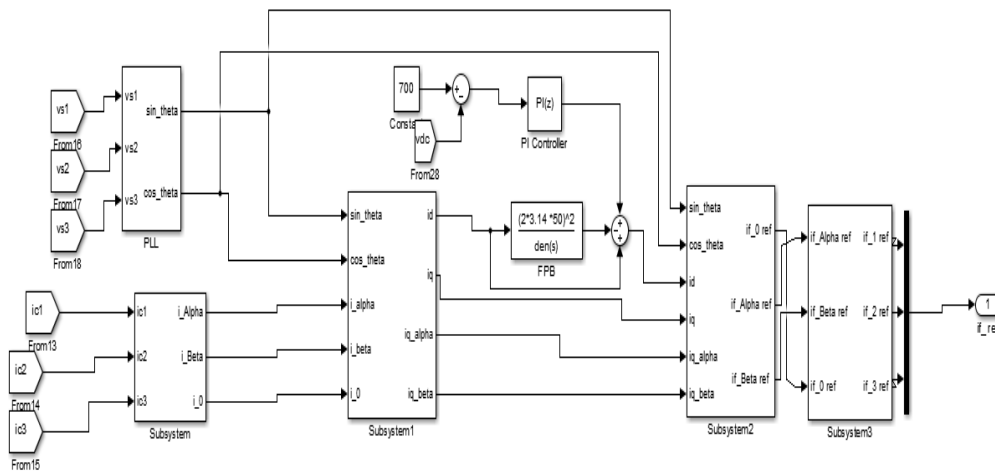 vs1
From16
vs2
From17
vs3
From18
vs1
vs2
vs3
sin_theta
cos_theta
PLL
ic1
From13
ic2
From14
ic3
From15
ic1
ic2
ic3
i_Alpha
i_Beta
i_0
Subsystem
sin_theta
cos_theta
i_alpha
i_beta
i_0
id
iq
iq_alpha
iq_beta
Subsystem1
700
Consta
vdc
From28
PI(z)
PI Controller
(2*3.14 *50)^2
den(s)
FPB
sin_theta
cos_theta
id
iq
iq_alpha
iq_beta
if_0 ref
if_Alpha ref
if_Beta ref
Subsystem2
if_Alpha ref
if_Beta ref
if_0 ref
if_1 ref
if_2 ref
if_3 ref
Subsystem3
1
if_re